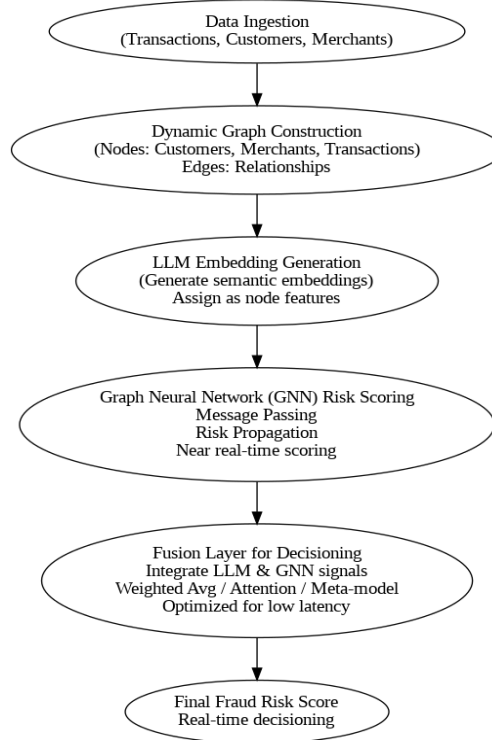 Data Ingestion
(Transactions, Customers, Merchants)
Dynamic Graph Construction
(Nodes: Customers, Merchants, Transactions)
Edges: Relationships
LLM Embedding Generation
(Generate semantic embeddings)
Assign as node features
Graph Neural Network (GNN) Risk Scoring
Message Passing
Risk Propagation
Near real-time scoring
Fusion Layer for Decisioning
Integrate LLM & GNN signals
Weighted Avg / Attention / Meta-model
Optimized for low latency
Final Fraud Risk Score
Real-time decisioning